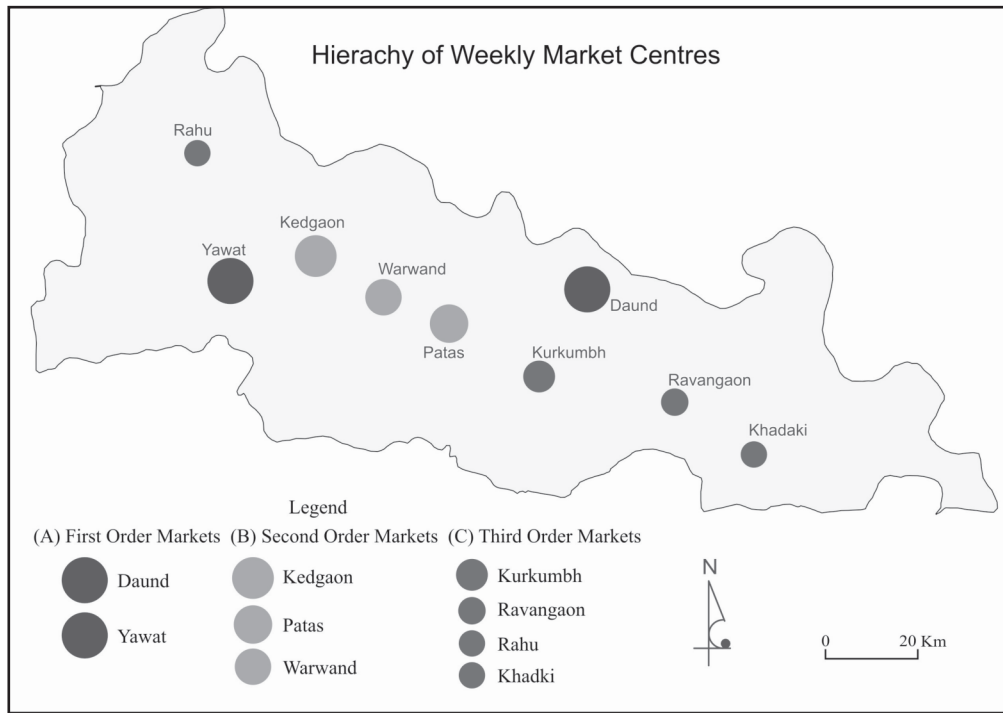 Hierachy of Weekly Market Centres
Rahu
Kedgaon
Yawat
Warwand
Daund
Patas
Kurkumbh
Ravangaon
Khadaki
Legend
(A) First Order Markets (B) Second Order Markets (C) Third Order Markets
Daund
Yawat
Kedgaon
Patas
Warwand
Kurkumbh
Ravangaon
Rahu
Khadki
N
0 20 Km